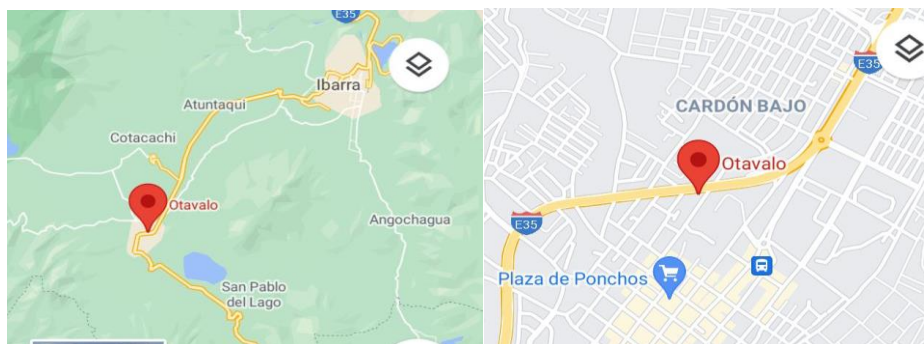 E35
Ibarra
Atuntaqui
Cotacachi
Otavalo
Angochagua
San Pablo
del Lago
E35
CARDÓN BAJO
Otavalo
E35
Plaza de Ponchos